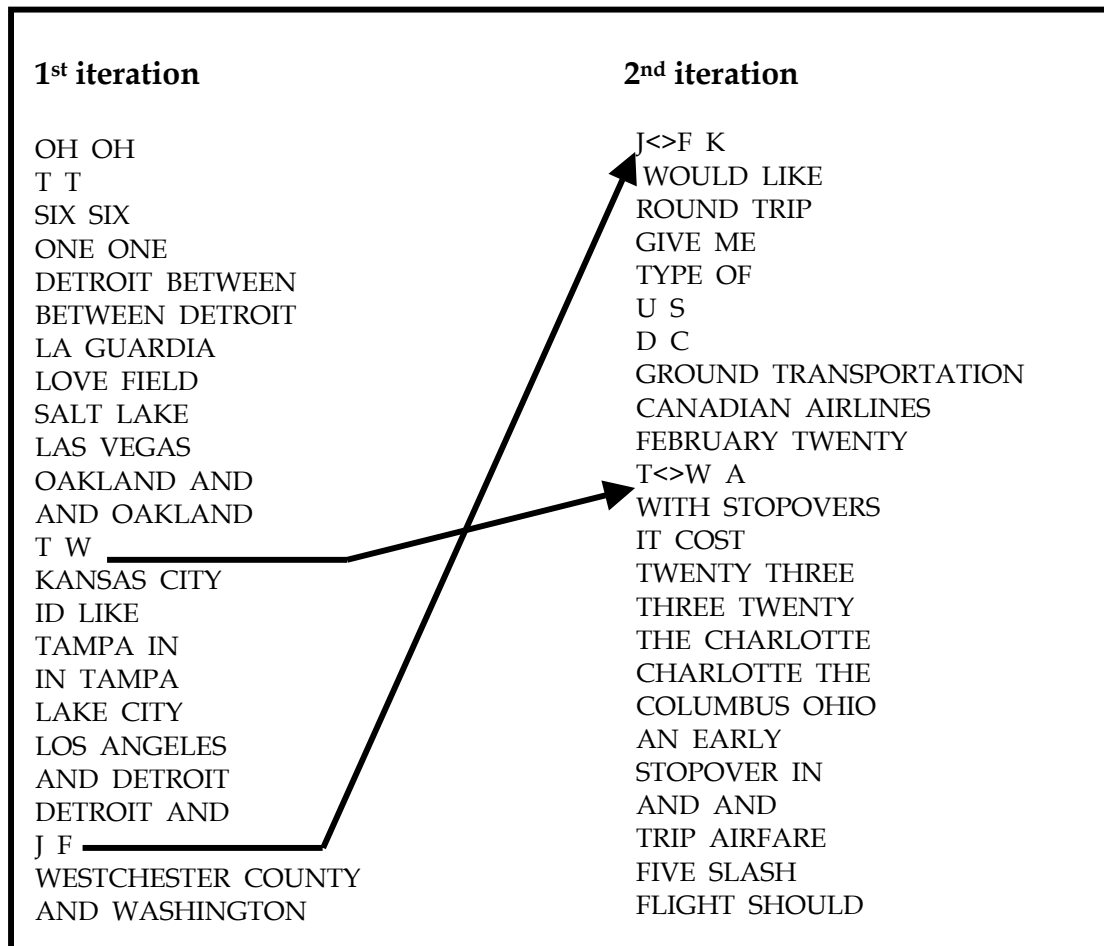 1st iteration
OH OH
T T
SIX SIX
ONE ONE
DETROIT BETWEEN
BETWEEN DETROIT
LA GUARDIA
LOVE FIELD
SALT LAKE
LAS VEGAS
OAKLAND AND
AND OAKLAND
T W
KANSAS CITY
ID LIKE
TAMPA IN
IN TAMPA
LAKE CITY
LOS ANGELES
AND DETROIT
DETROIT AND
J F
WESTCHESTER COUNTY
AND WASHINGTON
2nd iteration
J<>F K
WOULD LIKE
ROUND TRIP
GIVE ME
TYPE OF
U S
D C
GROUND TRANSPORTATION
CANADIAN AIRLINES
FEBRUARY TWENTY
T<>W A
WITH STOPOVERS
IT COST
TWENTY THREE
THREE TWENTY
THE CHARLOTTE
CHARLOTTE THE
COLUMBUS OHIO
AN EARLY
STOPOVER IN
AND AND
TRIP AIRFARE
FIVE SLASH
FLIGHT SHOULD